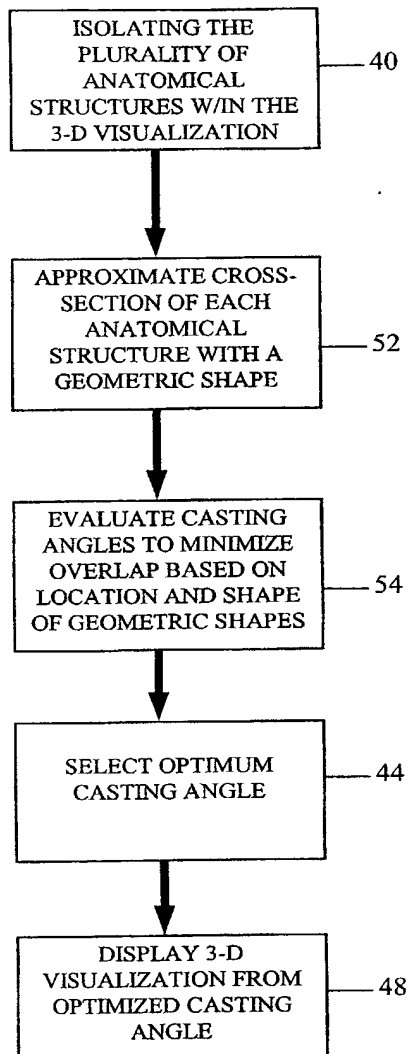 ISOLATING THE
PLURALITY OF
ANATOMICAL
STRUCTURES W/IN THE
3-D VISUALIZATION
40
APPROXIMATE CROSS-
SECTION OF EACH
ANATOMICAL
STRUCTURE WITH A
GEOMETRIC SHAPE
52
EVALUATE CASTING
ANGLES TO MINIMIZE
OVERLAP BASED ON
LOCATION AND SHAPE
OF GEOMETRIC SHAPES
54
SELECT OPTIMUM
CASTING ANGLE
44
DISPLAY 3-D
VISUALIZATION FROM
OPTIMIZED CASTING
ANGLE
48